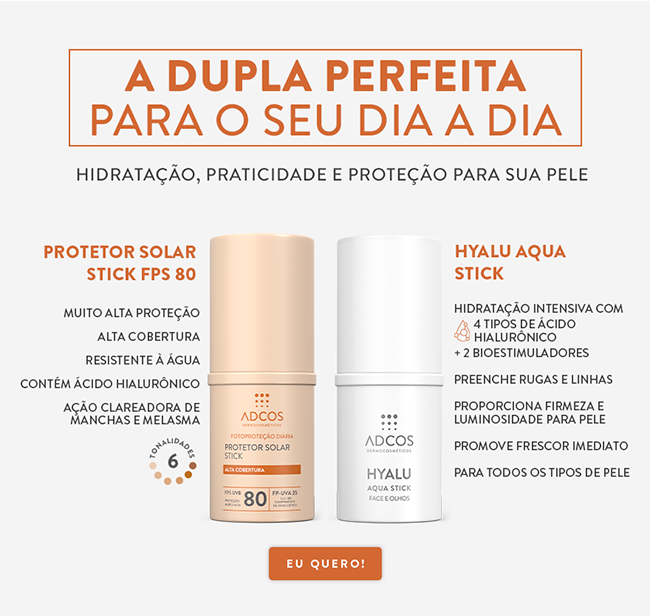 A DUPLA PERFEITA
PARA O SEU DIA A DIA
HIDRATAÇÃO, PRATICIDADE E PROTEÇÃO PARA SUA PELE
PROTETOR SOLAR
STICK FPS 80
MUITO ALTA PROTEÇÃO
ALTA COBERTURA
RESISTENTE À ÁGUA
CONTÉM ÁCIDO HIALURÔNICO
AÇÃO CLAREADORA DE
MANCHAS E MELASMA
TONALIDADES
6
ADCOS
DERMOCOSMÉTICOS
FOTOPROTEÇÃO DIÁRIA
PROTETOR SOLAR
STICK
ALTA COBERTURA
FPS UVB
80
PP-UVA 35
ADCOS
DERMOCOSMÉTICOS
HYALU
AQUA STICK
FACE E OLHOS
HYALU AQUA
STICK
HIDRATAÇÃO INTENSIVA COM
4 TIPOS DE ÁCIDO
HIALURÔNICO
+ 2 BIOESTIMULADORES
PREENCHE RUGAS E LINHAS
PROPORCIONA FIRMEZA E
LUMINOSIDADE PARA PELE
PROMOVE FRESCOR IMEDIATO
PARA TODOS OS TIPOS DE PELE
EU QUERO!